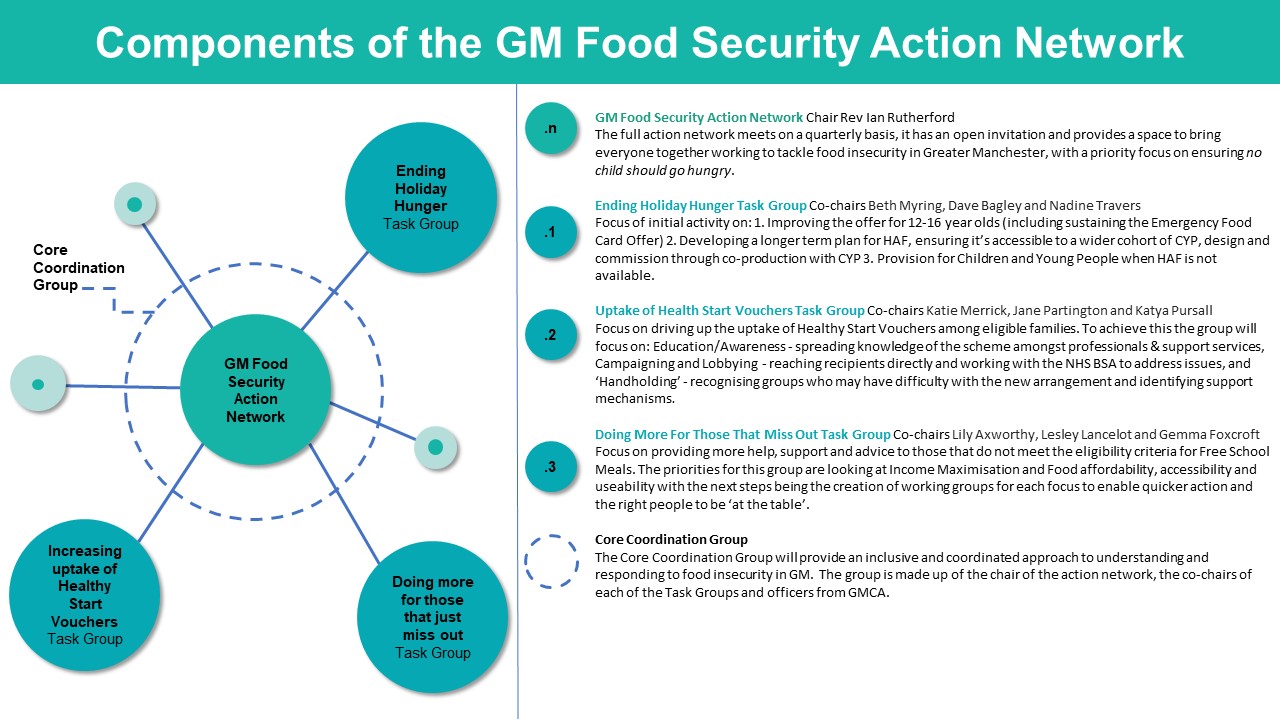 Components of the GM Food Security Action Network
Ending
Holiday
Hunger
Task Group
Core
Coordination
Group
GM Food
Security
Action
Network
Increasing
uptake of
Healthy
Start
Vouchers
Task Group
Doing more
for those
that just
miss out
Task Group
.n
GM Food Security Action Network Chair Rev Ian Rutherford
The full action network meets on a quarterly basis, it has an open invitation and provides a space to bring
everyone together working to tackle food insecurity in Greater Manchester, with a priority focus on ensuring no
child should go hungry.
.1
Ending Holiday Hunger Task Group Co-chairs Beth Myring, Dave Bagley and Nadine Travers
Focus of initial activity on: 1. Improving the offer for 12-16 year olds (including sustaining the Emergency Food
Card Offer) 2. Developing a longer term plan for HAF, ensuring it's accessible to a wider cohort of CYP, design and
commission through co-production with CYP 3. Provision for Children and Young People when HAF is not
available.
.2
Uptake of Health Start Vouchers Task Group Co-chairs Katie Merrick, Jane Partington and Katya Pursall
Focus on driving up the uptake of Healthy Start Vouchers among eligible families. To achieve this the group will
focus on: Education/Awareness - spreading knowledge of the scheme amongst professionals & support services,
Campaigning and Lobbying - reaching recipients directly and working with the NHS BSA to address issues, and
‘Handholding’ - recognising groups who may have difficulty with the new arrangement and identifying support
mechanisms.
.3
Doing More For Those That Miss Out Task Group Co-chairs Lily Axworthy, Lesley Lancelot and Gemma Foxcroft
Focus on providing more help, support and advice to those that do not meet the eligibility criteria for Free School
Meals. The priorities for this group are looking at Income Maximisation and Food affordability, accessibility and
useability with the next steps being the creation of working groups for each focus to enable quicker action and
the right people to be ‘at the table’.
Core Coordination Group
The Core Coordination Group will provide an inclusive and coordinated approach to understanding and
responding to food insecurity in GM. The group is made up of the chair of the action network, the co-chairs of
each of the Task Groups and officers from GMCA.